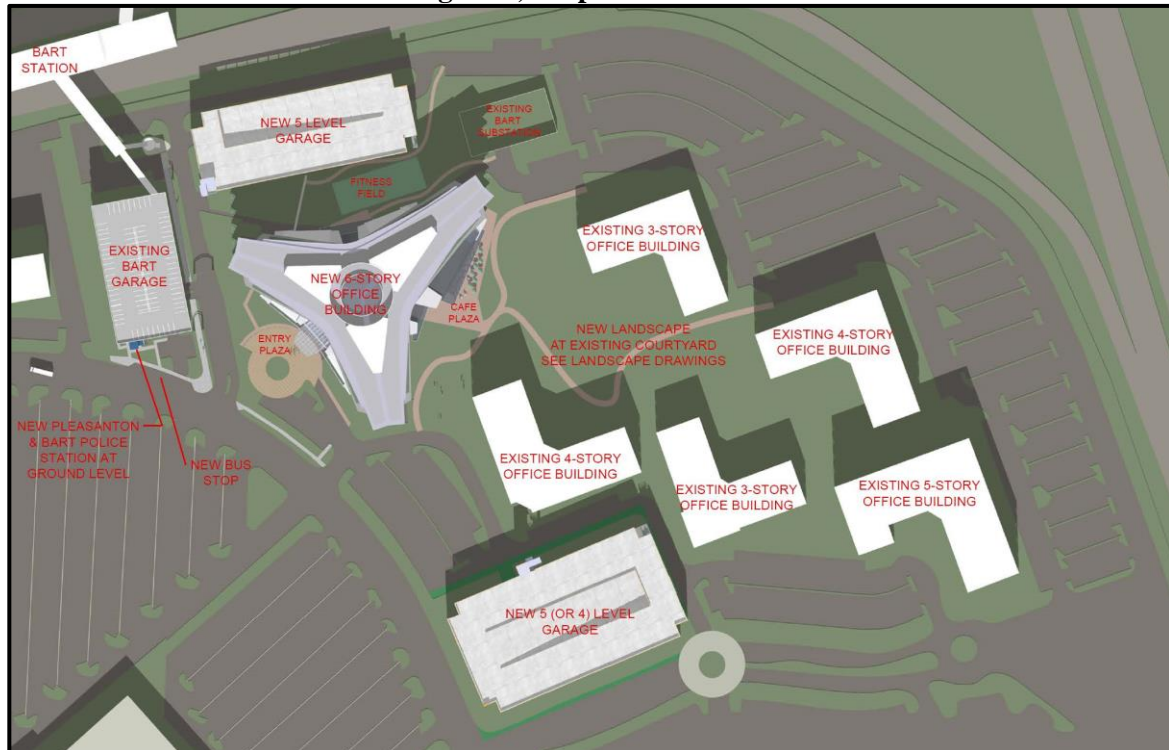 BART
STATION
NEW 5 LEVEL
GARAGE
EXISTING
BART
SUBSTATION
FITNESS
FIELD
EXISTING
BART
GARAGE
EXISTING 3-STORY
OFFICE BUILDING
NEW 6-STORY
OFFICE
BUILDING
CAFE
PLAZA
ENTRY
PLAZA
NEW LANDSCAPE
AT EXISTING COURTYARD
SEE LANDSCAPE DRAWINGS
EXISTING 4-STORY
OFFICE BUILDING
NEW PLEASANTON
& BART POLICE
STATION AT
GROUND LEVEL
NEW BUS
STOP
EXISTING 4-STORY
OFFICE BUILDING
EXISTING 3-STORY
OFFICE BUILDING
EXISTING 5-STORY
OFFICE BUILDING
NEW 5 (OR 4) LEVEL
GARAGE